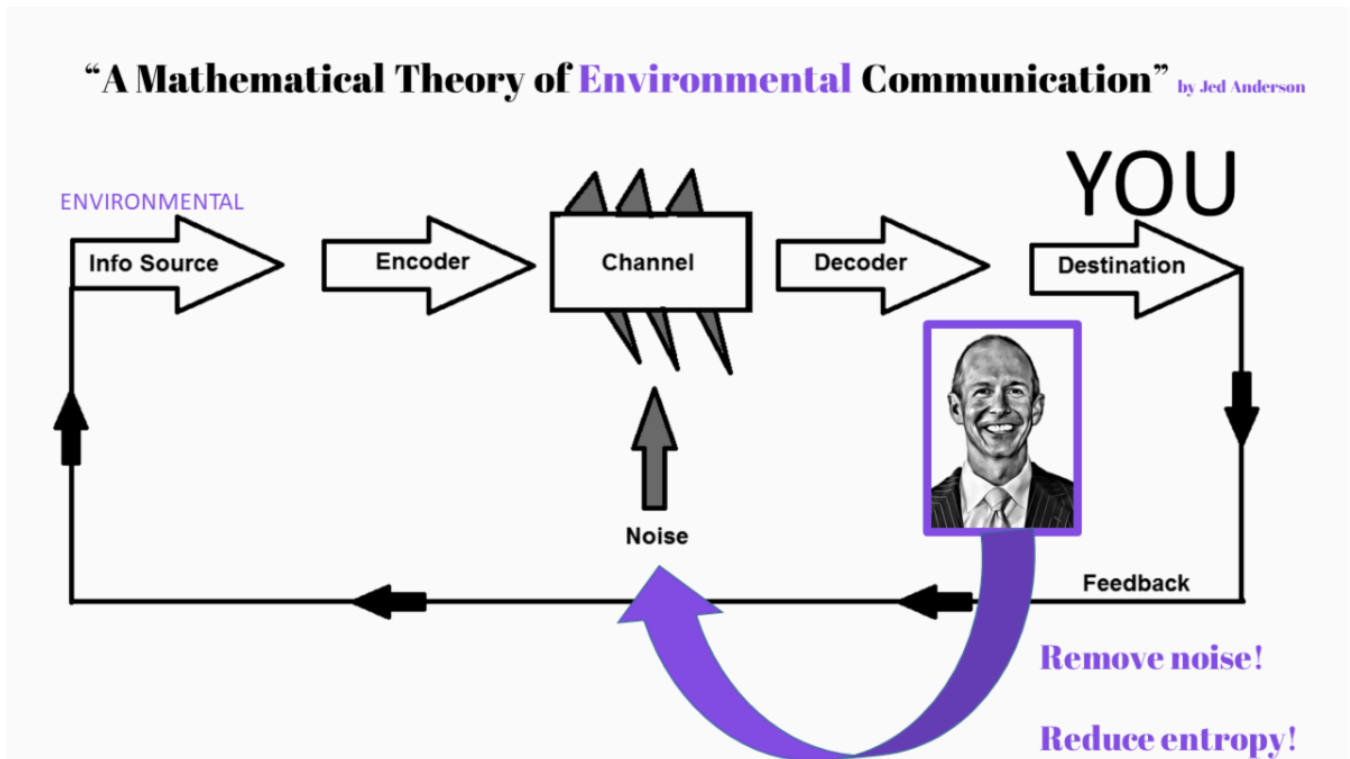 “A Mathematical Theory of Environmental Communication” by Jed Anderson
YOU
ENVIRONMENTAL
Info Source
Encoder
Channel
Decoder
Destination
Noise
Feedback
Remove noise!
Reduce entropy!